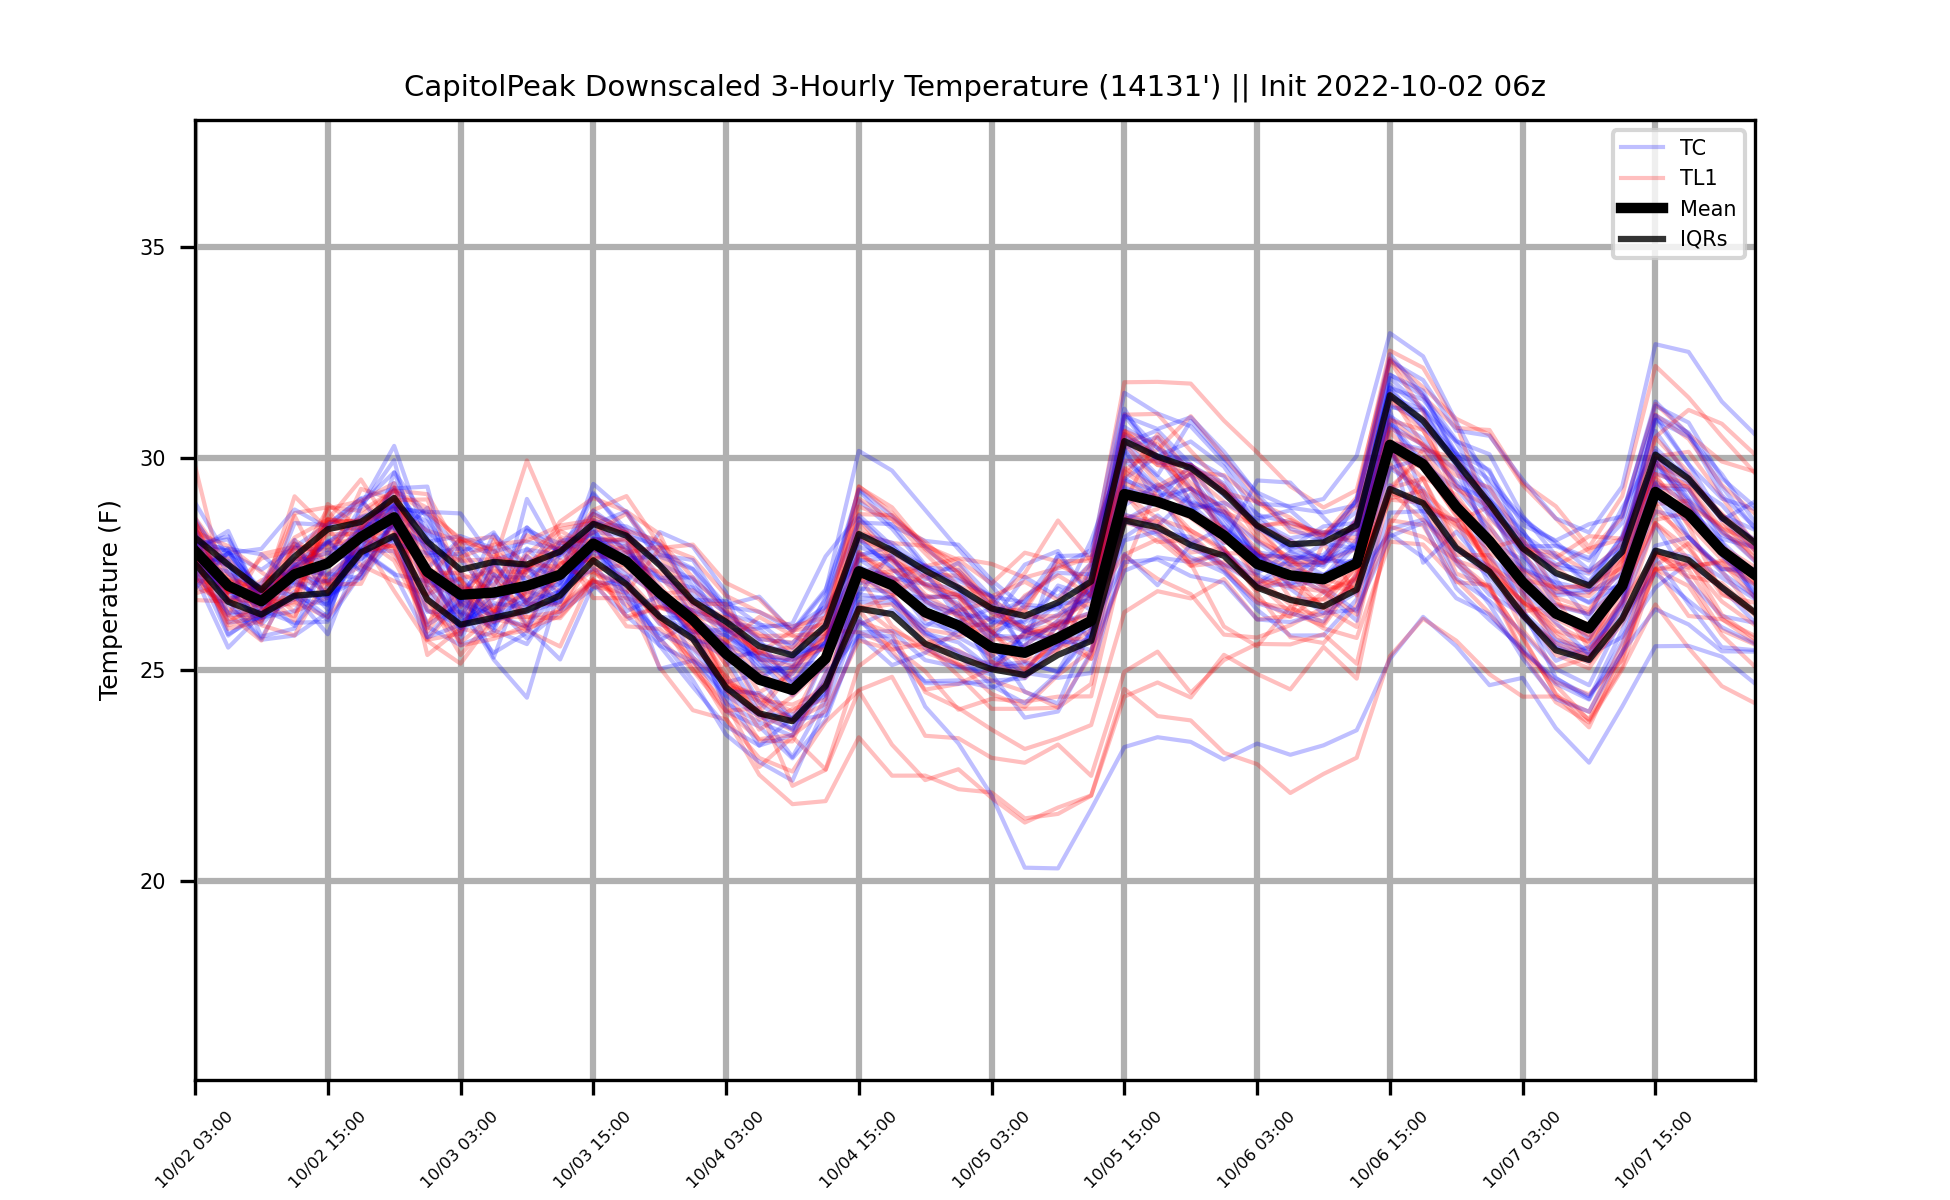 CapitolPeak Downscaled 3-Hourly Temperature (14131') || Init 2022-10-02 06z
TC
TL1
Mean
IQRs
Temperature (F)
35
30
25
20
10/02 03:00
10/02 15:00
10/03 03:00
10/03 15:00
10/04 03:00
10/04 15:00
10/05 03:00
10/05 15:00
10/06 03:00
10/06 15:00
10/07 03:00
10/07 15:00